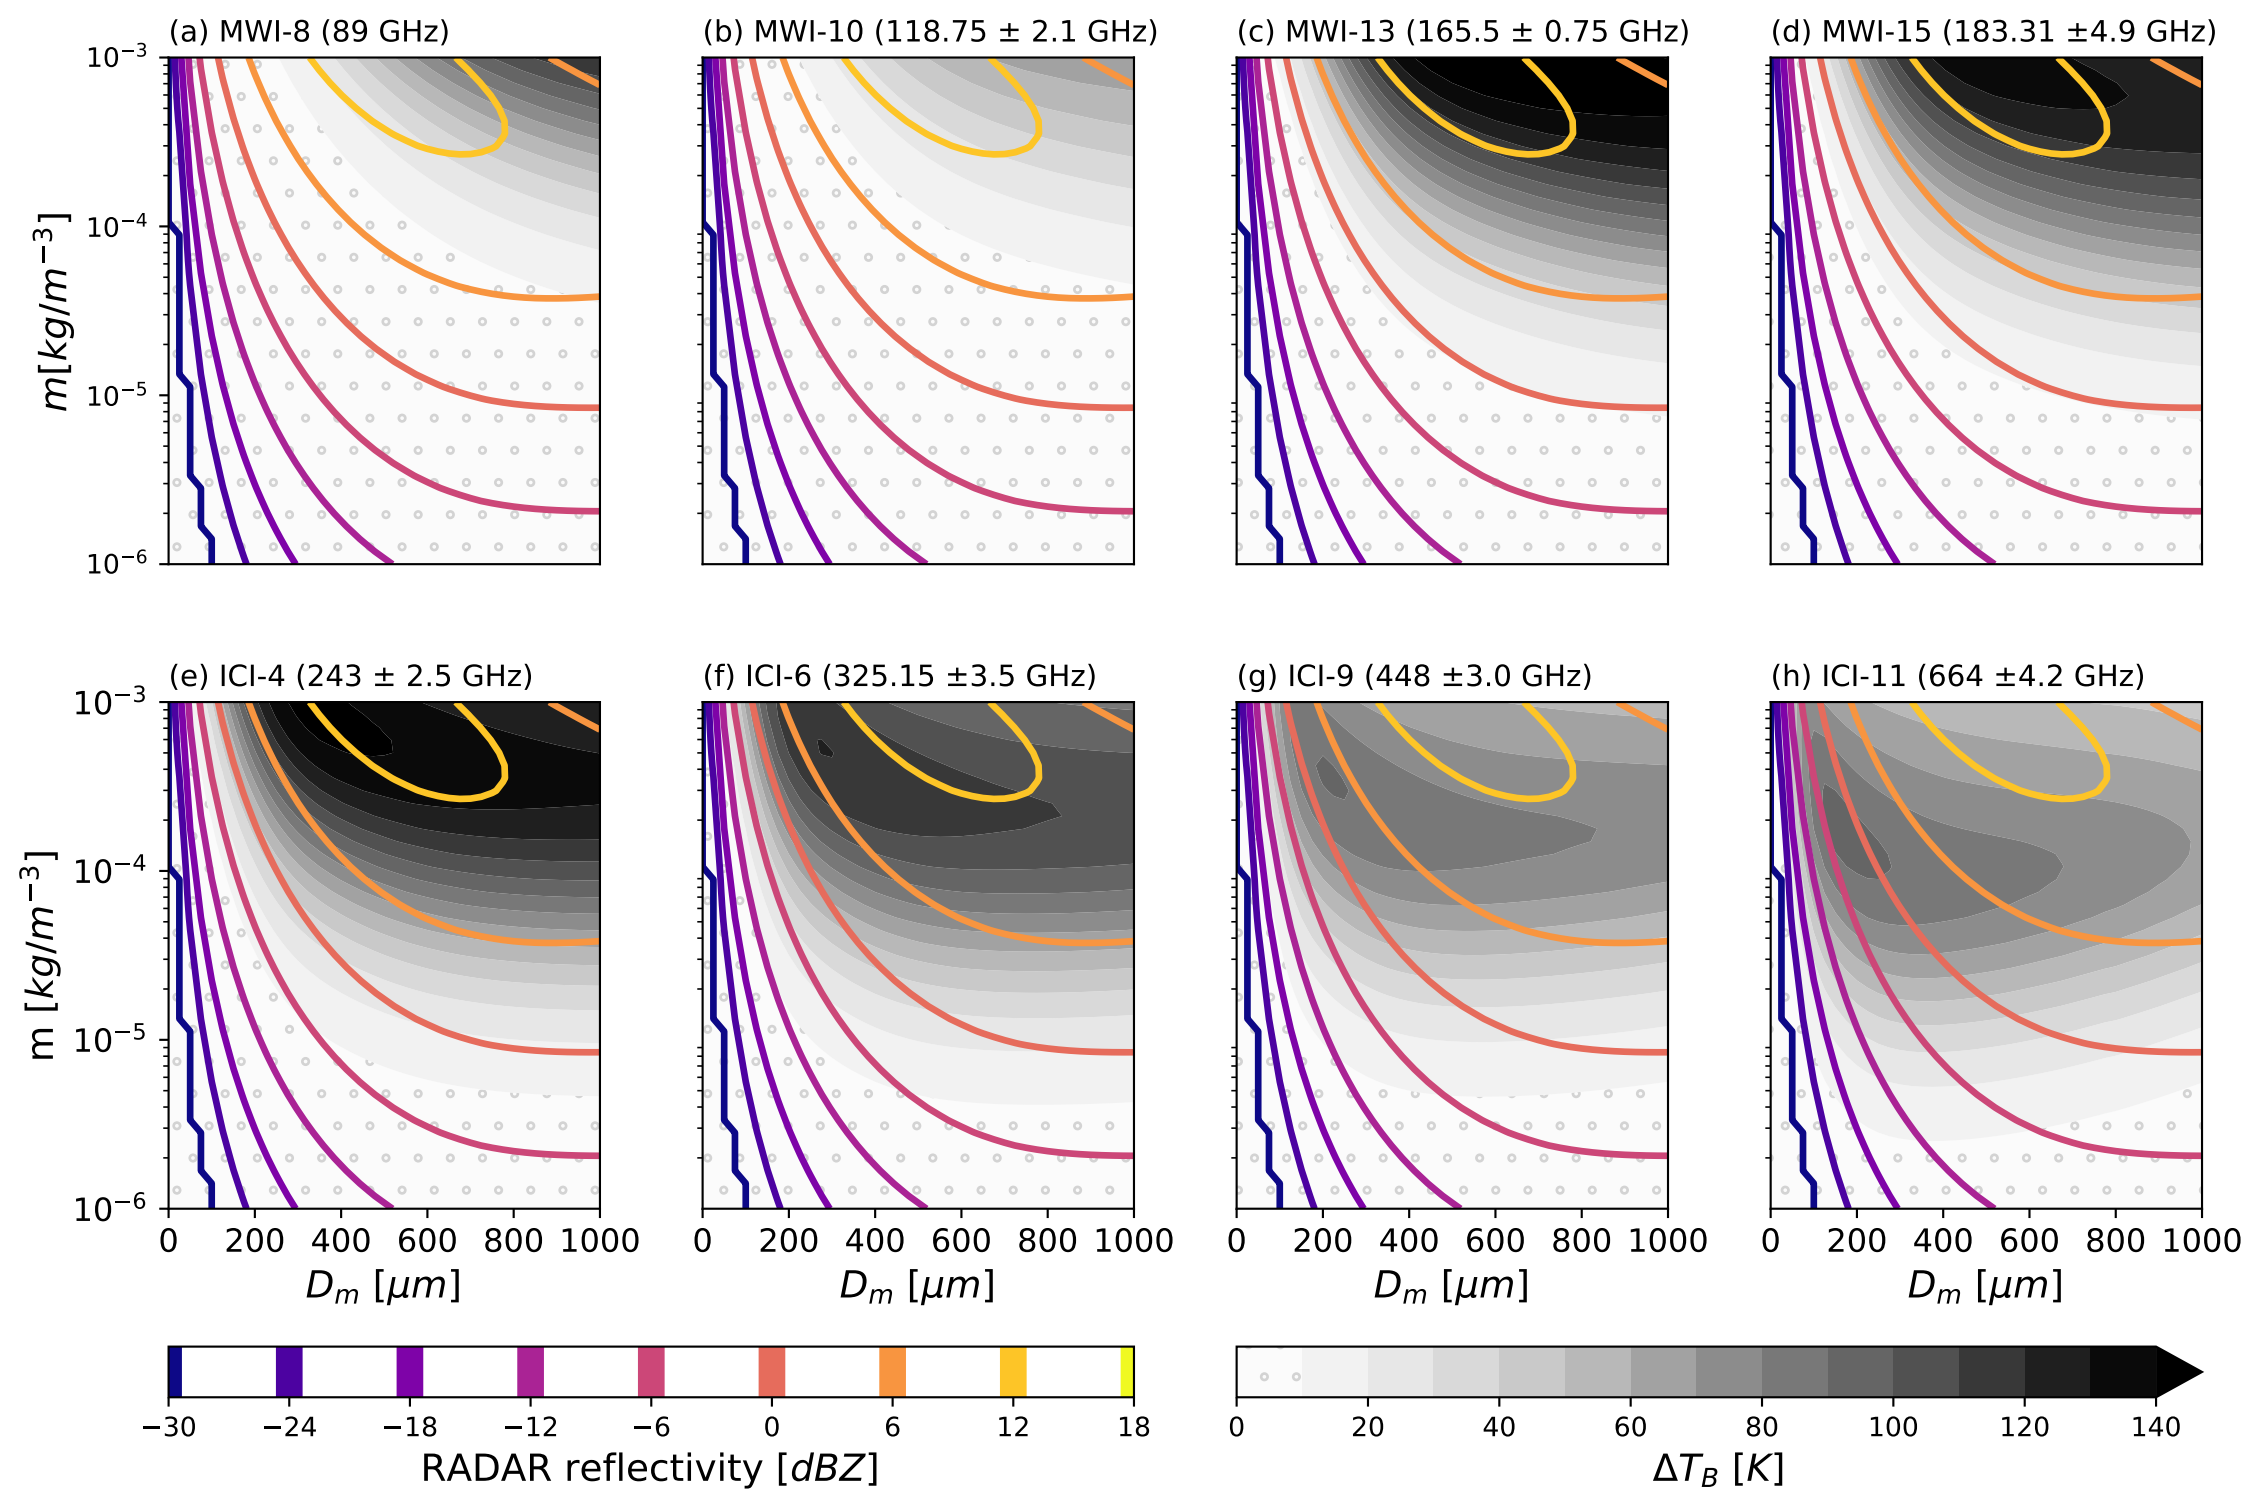 (a) MWI-8 (89 GHz)
(b) MWI-10 (118.75 ± 2.1 GHz)
(c) MWI-13 (165.5 ± 0.75 GHz)
(d) MWI-15 (183.31 ±4.9 GHz)
10⁻³
10⁻⁴
10⁻⁵
10⁻⁶
m[kg/m⁻³]
(e) ICI-4 (243 ± 2.5 GHz)
(f) ICI-6 (325.15 ±3.5 GHz)
(g) ICI-9 (448 ±3.0 GHz)
(h) ICI-11 (664 ±4.2 GHz)
10⁻³
10⁻⁴
10⁻⁵
10⁻⁶
m [kg/m⁻³]
0 200 400 600 800 1000
0 200 400 600 800 1000
0 200 400 600 800 1000
0 200 400 600 800 1000
Dₘ [μm]
Dₘ [μm]
Dₘ [μm]
Dₘ [μm]
−30 −24 −18 −12 −6 0 6 12 18
RADAR reflectivity [dBZ]
0 20 40 60 80 100 120 140
ΔT_B [K]